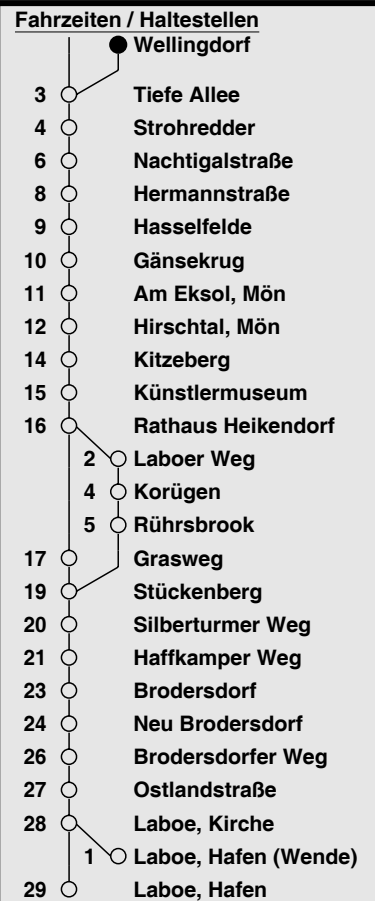 Fahrzeiten / Haltestellen
Wellingdorf
3 Tiefe Allee
4 Strohredder
6 Nachtigalstraße
8 Hermannstraße
9 Hasselfelde
10 Gänsekrug
11 Am Eksol, Mön
12 Hirschtal, Mön
14 Kitzeberg
15 Künstlermuseum
16 Rathaus Heikendorf
2 Laboer Weg
4 Korügen
5 Rührsbrook
17 Grasweg
19 Stückenberg
20 Silberturmer Weg
21 Haffkamper Weg
23 Brodersdorf
24 Neu Brodersdorf
26 Brodersdorfer Weg
27 Ostlandstraße
28 Laboe, Kirche
1 Laboe, Hafen (Wende)
29 Laboe, Hafen